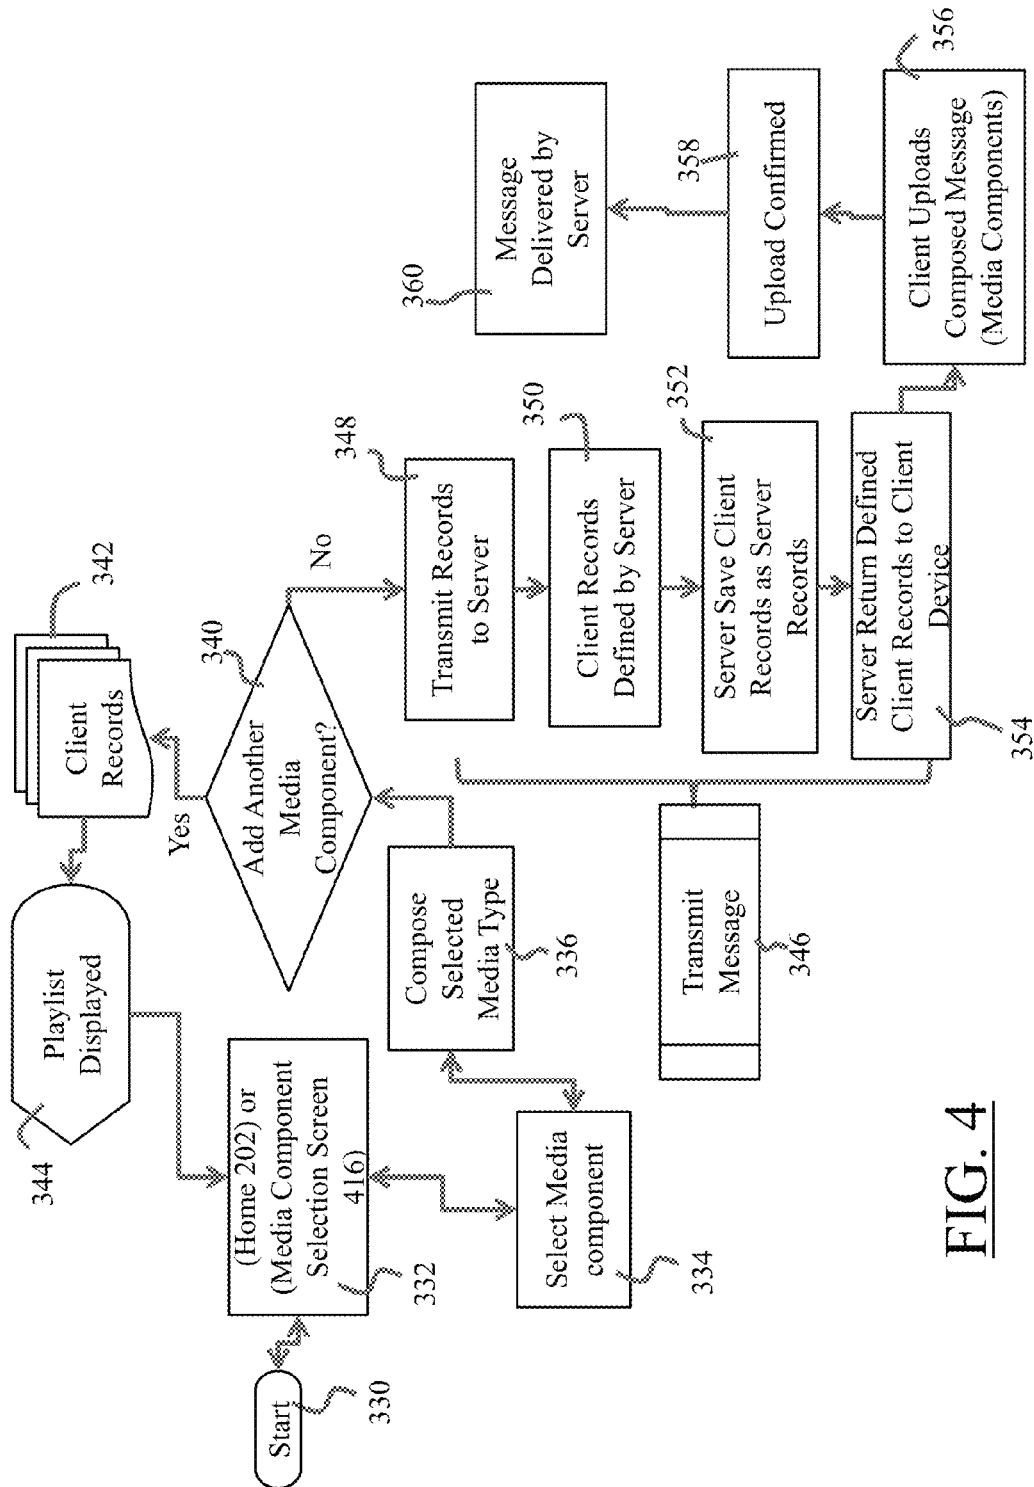 Start
330
(Home 202) or
(Media Component
Selection Screen
416)
332
Select Media
component
334
Compose
Selected
Media Type
336
Add Another
Media
Component?
340
Yes
No
Client
Records
342
Playlist
Displayed
344
Transmit
Message
346
Transmit Records
to Server
348
Client Records
Defined by Server
350
Server Save Client
Records as Server
Records
352
Server Return Defined
Client Records to Client
Device
354
Client Uploads
Composed Message
(Media Components)
356
Upload Confirmed
358
Message
Delivered by
Server
360
FIG. 4